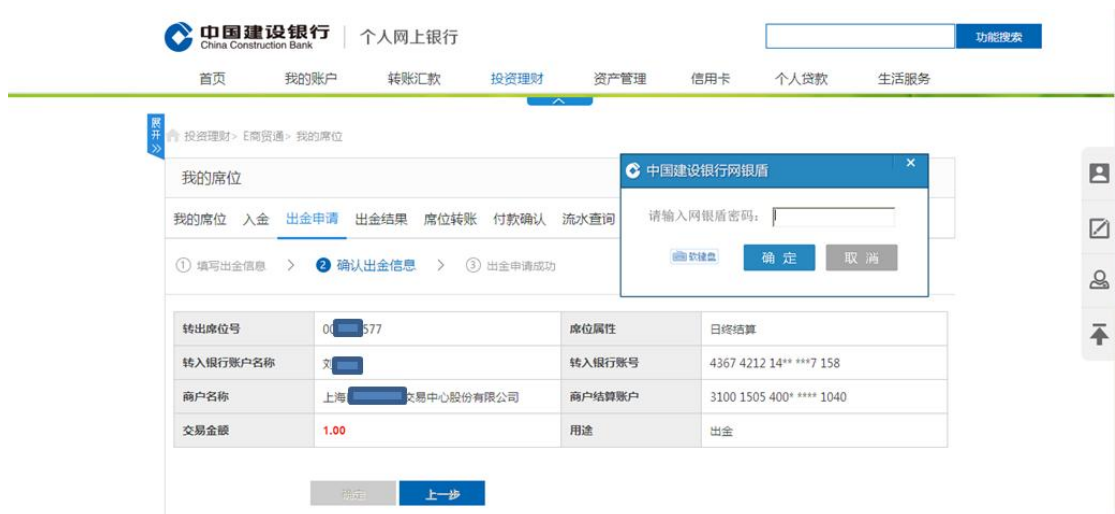 中国建设银行 个人网上银行 功能搜索
China Construction Bank
首页 我的账户 转账汇款 投资理财 资产管理 信用卡 个人贷款 生活服务
展开 >>
投资理财> E商贸通> 我的席位
我的席位
中国建设银行网银盾 ×
我的席位 入金 出金申请 出金结果 席位转账 付款确认 流水查询
请输入网银盾密码：
软键盘 确 定 取 消
① 填写出金信息 > ❷ 确认出金信息 > ③ 出金申请成功
转出席位号 00 577 席位属性 日终结算
转入银行账户名称 刘 转入银行账号 4367 4212 14** ***7 158
商户名称 上海 交易中心股份有限公司 商户结算账户 3100 1505 400* **** 1040
交易金额 1.00 用途 出金
确定 上一步